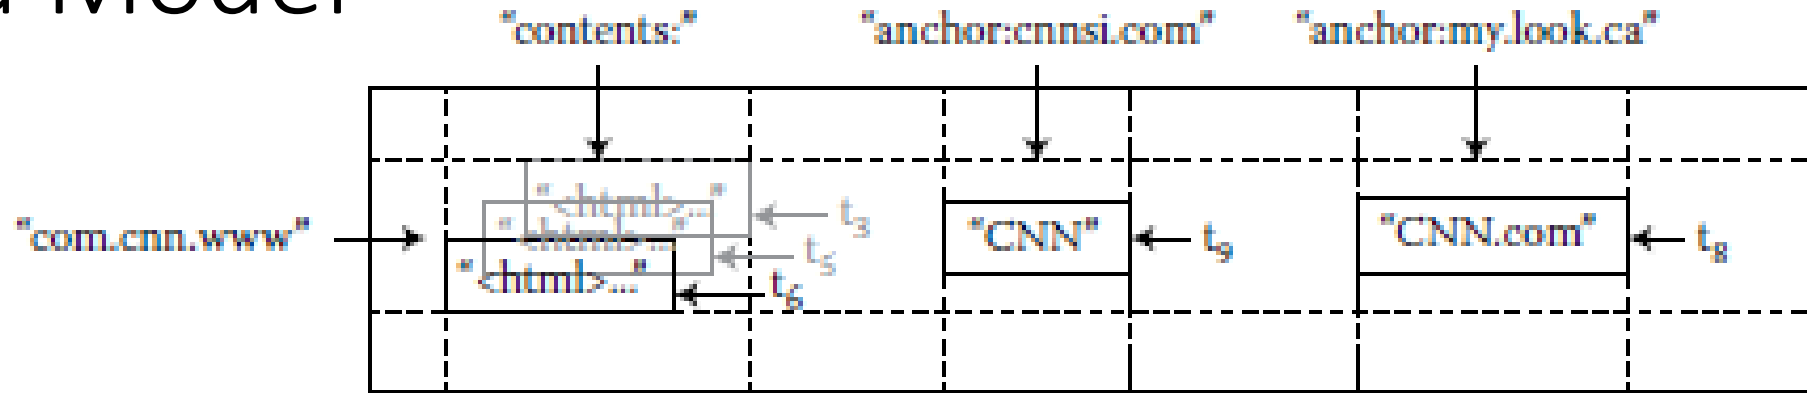 Model
"contents:" "anchor:cnnsi.com" "anchor:my.look.ca"
"<html>..." t3
"com.cnn.www" "<html>..." t5 "CNN" t9 "CNN.com" t8
"<html>..." t6